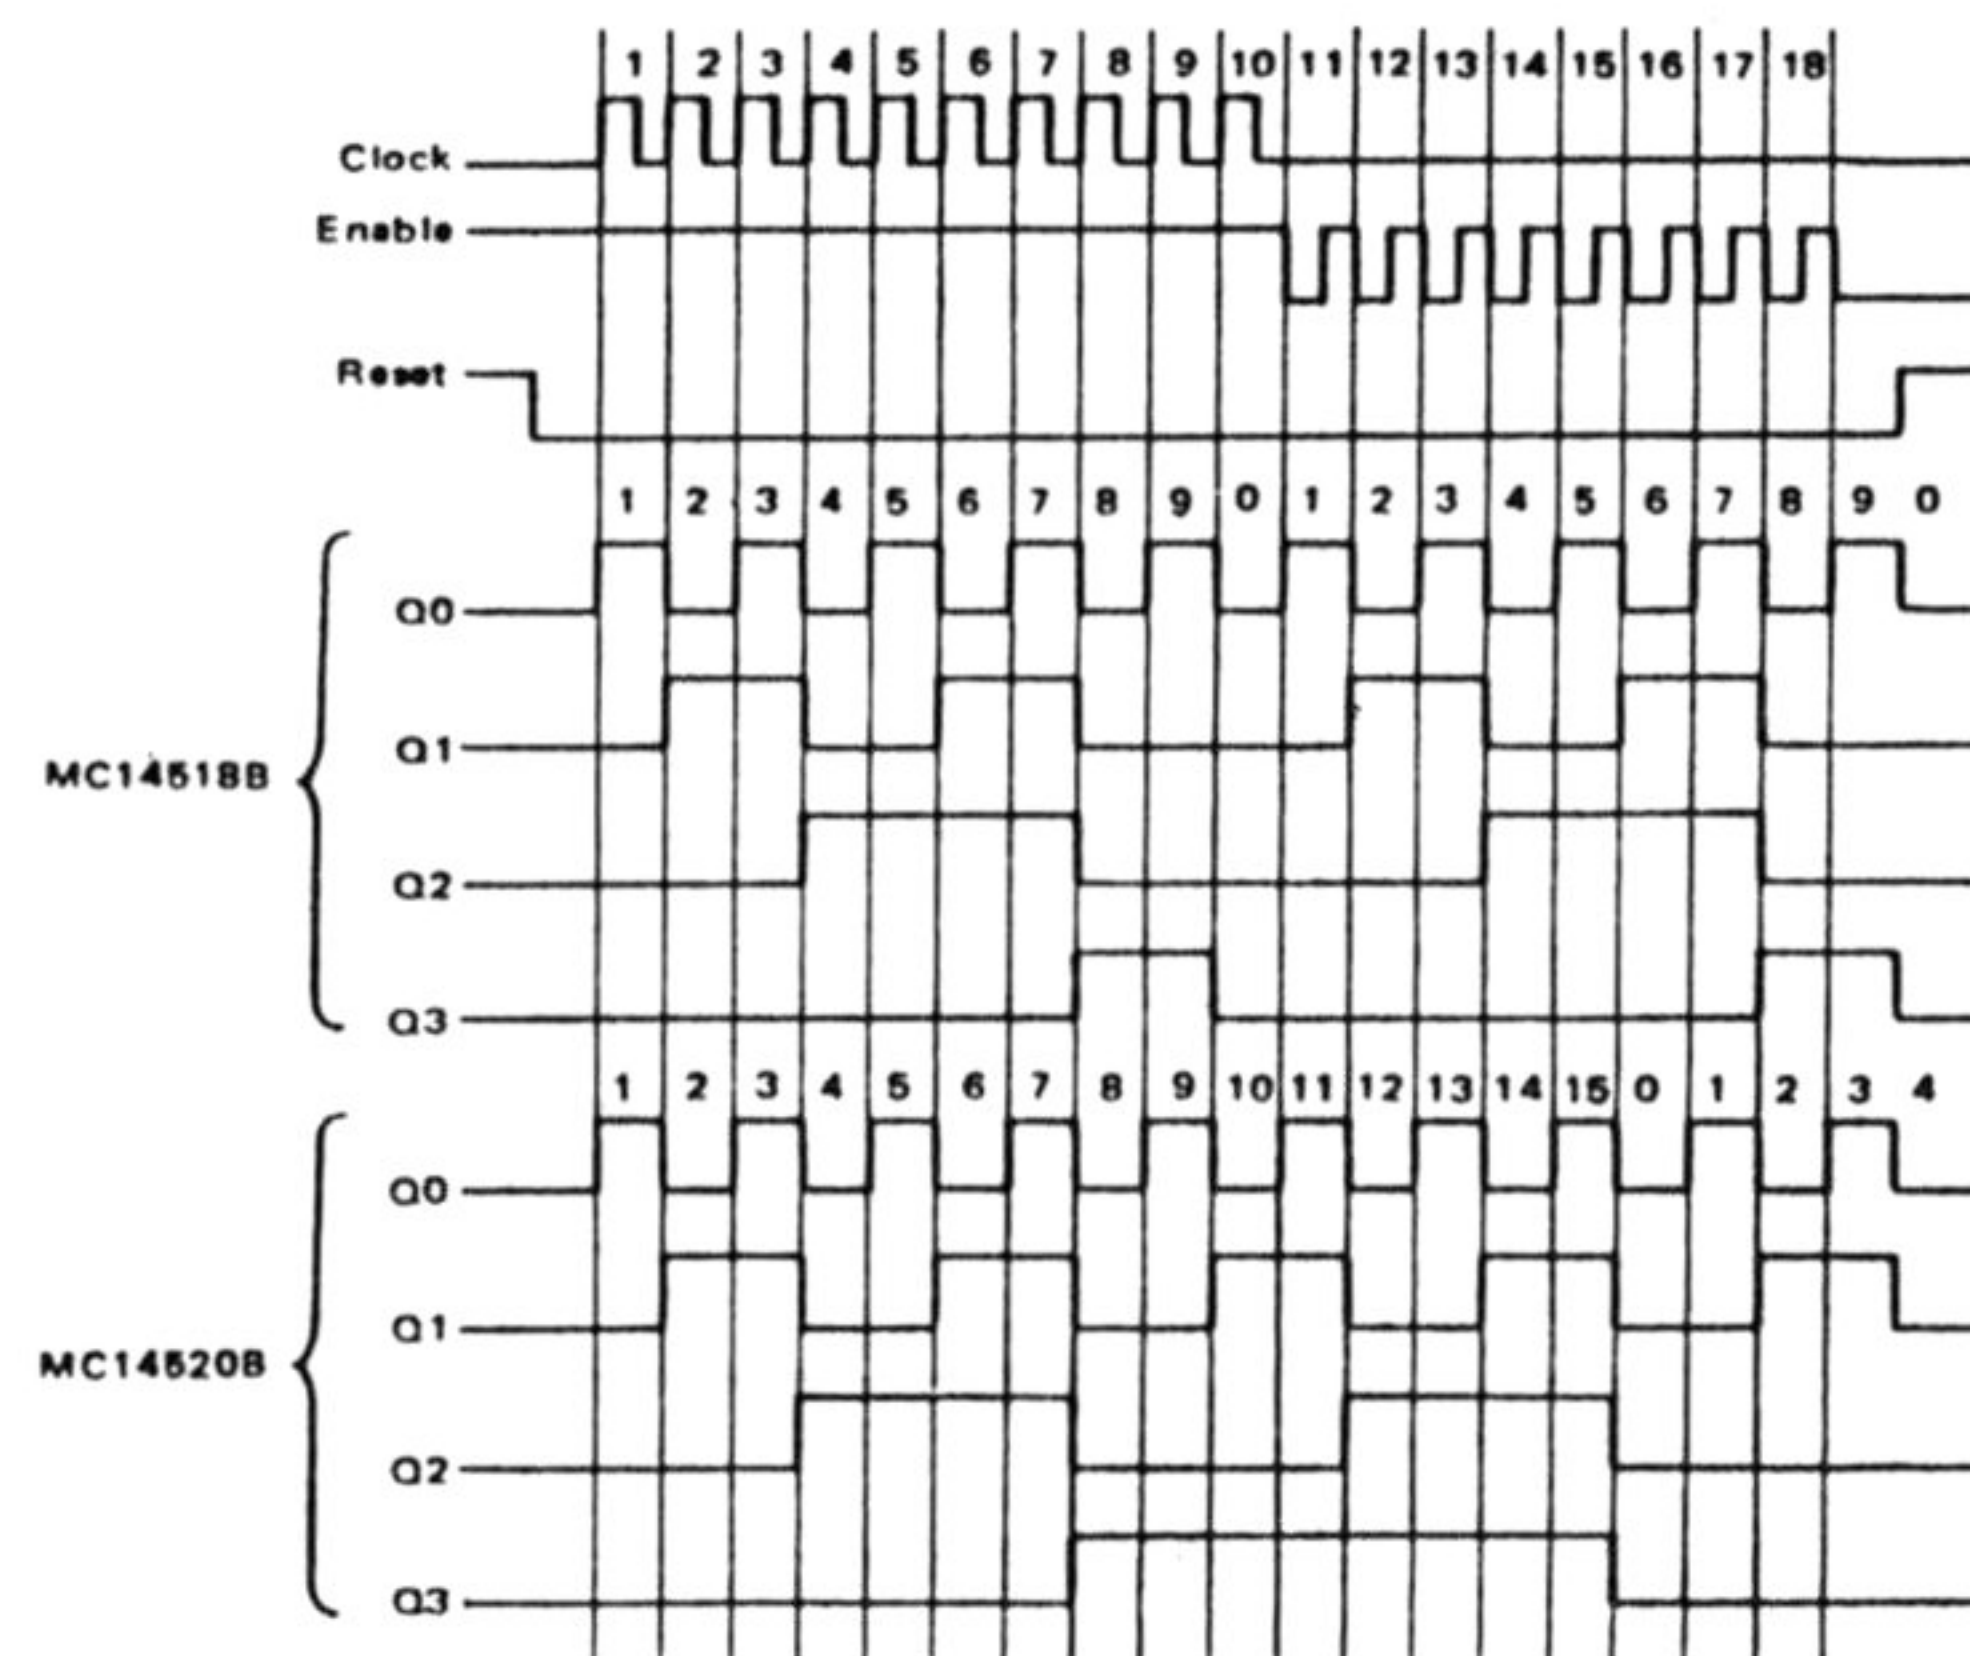 1 2 3 4 5 6 7 8 9 10 11 12 13 14 15 16 17 18
Clock
Enable
Reset
1 2 3 4 5 6 7 8 9 0 1 2 3 4 5 6 7 8 9 0
Q0
Q1
MC14518B
Q2
Q3
1 2 3 4 5 6 7 8 9 10 11 12 13 14 15 0 1 2 3 4
Q0
Q1
MC14520B
Q2
Q3